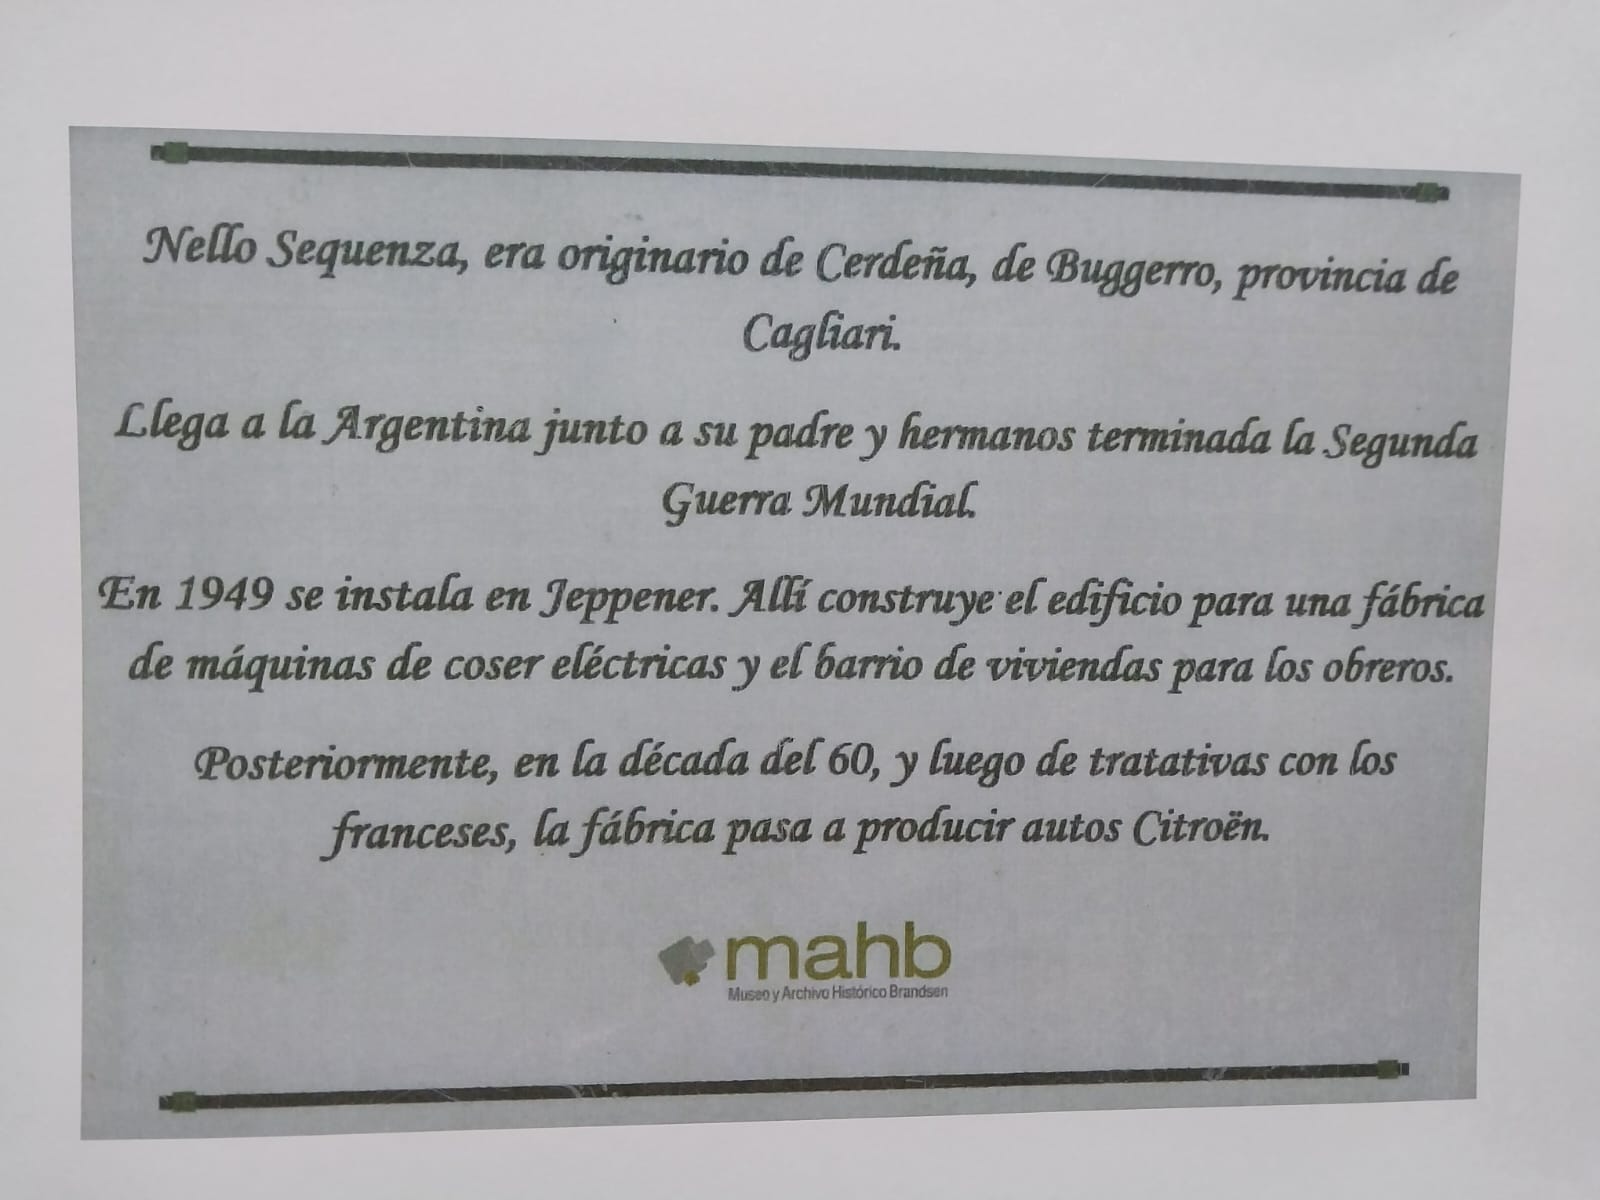 Nello Sequenza, era originario de Cerdeña, de Buggerro, provincia de
Cagliari.
Llega a la Argentina junto a su padre y hermanos terminada la Segunda
Guerra Mundial.
En 1949 se instala en Jeppener. Allí construye el edificio para una fábrica
de máquinas de coser eléctricas y el barrio de viviendas para los obreros.
Posteriormente, en la década del 60, y luego de tratativas con los
franceses, la fábrica pasa a producir autos Citroën.
mahb
Museo y Archivo Histórico Brandsen